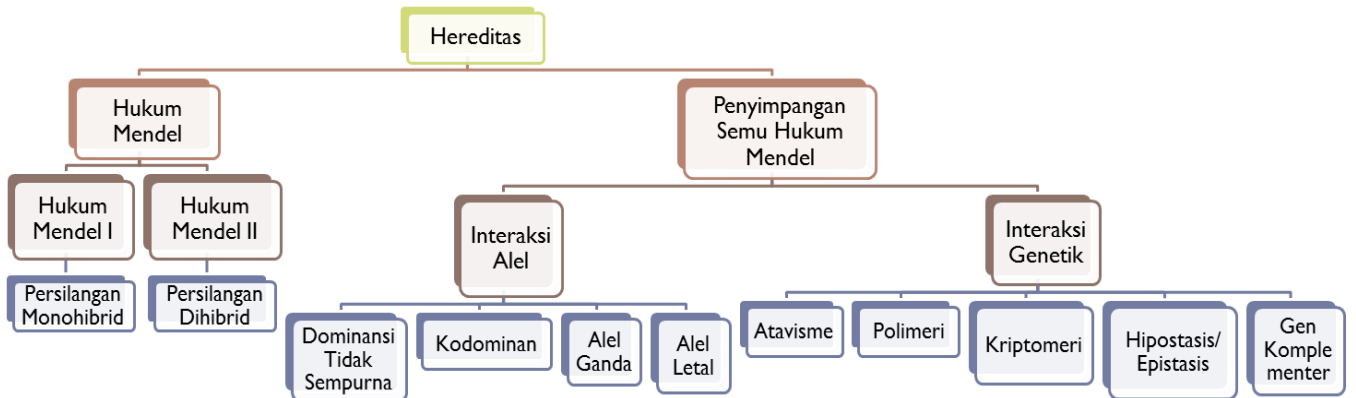 Hereditas
Hukum
Mendel
Penyimpangan
Semu Hukum
Mendel
Hukum
Mendel I
Hukum
Mendel II
Interaksi
Alel
Interaksi
Genetik
Persilangan
Monohibrid
Persilangan
Dihibrid
Dominansi
Tidak
Sempurna
Kodominan
Alel
Ganda
Alel
Letal
Atavisme
Polimeri
Kriptomeri
Hipostasis/
Epistasis
Gen
Komple
menter